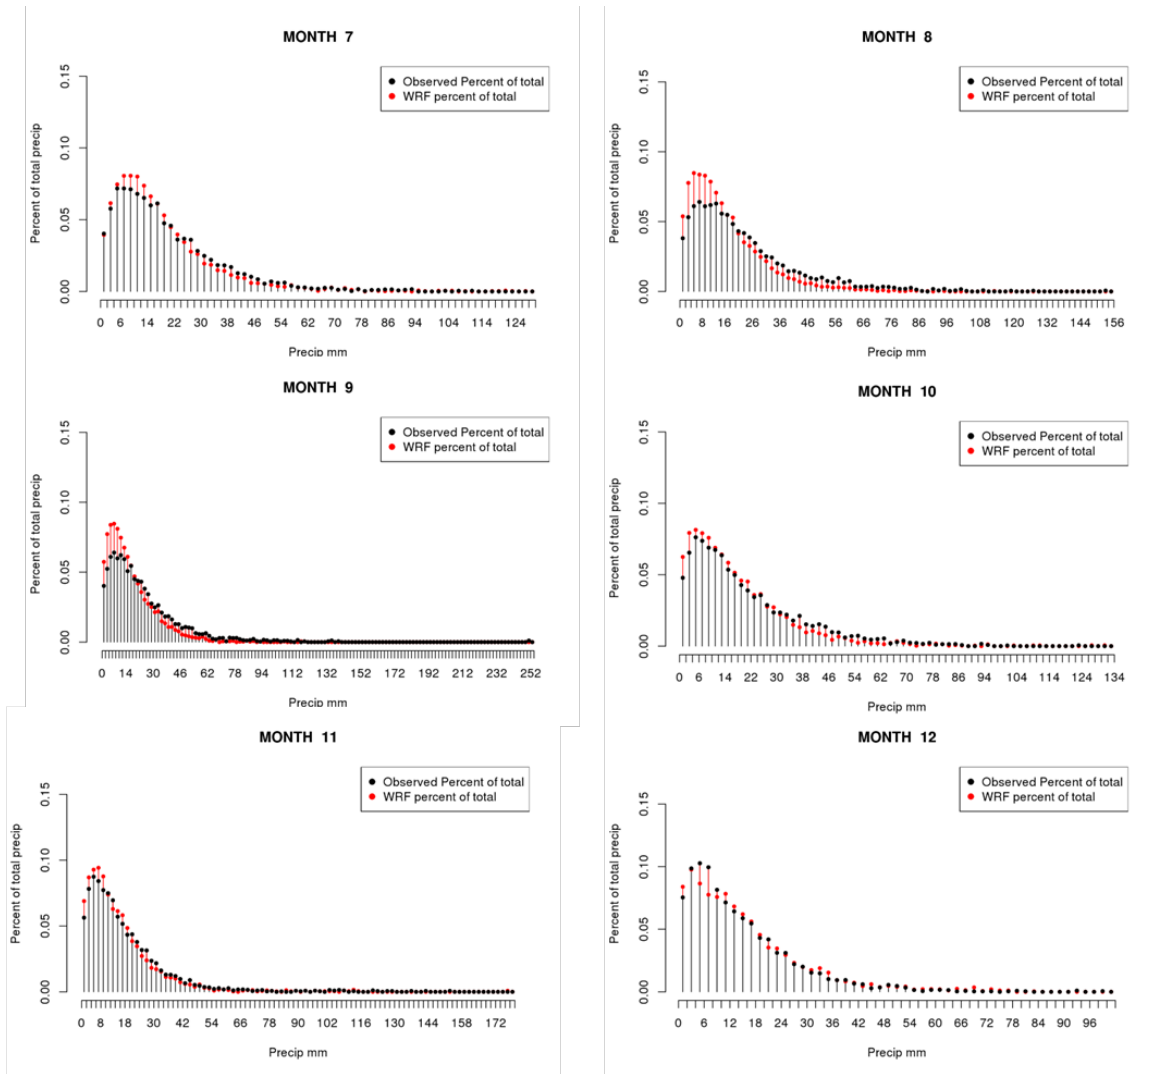 MONTH 7
Observed Percent of total
WRF percent of total
Percent of total precip
0.00 0.05 0.10 0.15
0 6 14 22 30 38 46 54 62 70 78 86 94 104 114 124
Precip mm
MONTH 8
Observed Percent of total
WRF percent of total
Percent of total precip
0.00 0.05 0.10 0.15
0 8 16 26 36 46 56 66 76 86 96 108 120 132 144 156
Precip mm
MONTH 9
Observed Percent of total
WRF percent of total
Percent of total precip
0.00 0.05 0.10 0.15
0 14 30 46 62 78 94 112 132 152 172 192 212 232 252
Precip mm
MONTH 10
Observed Percent of total
WRF percent of total
Percent of total precip
0.00 0.05 0.10 0.15
0 6 14 22 30 38 46 54 62 70 78 86 94 104 114 124 134
Precip mm
MONTH 11
Observed Percent of total
WRF percent of total
Percent of total precip
0.00 0.05 0.10 0.15
0 8 18 30 42 54 66 78 90 102 116 130 144 158 172
Precip mm
MONTH 12
Observed Percent of total
WRF percent of total
Percent of total precip
0.00 0.05 0.10 0.15
0 6 12 18 24 30 36 42 48 54 60 66 72 78 84 90 96
Precip mm